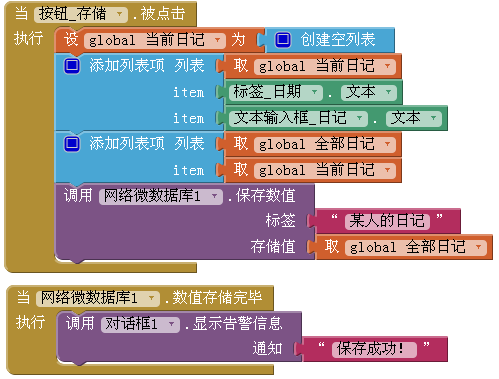 当 按钮_存储 . 被点击
执行 设 global 当前日记 为 创建空列表
添加列表项 列表 取 global 当前日记
item 标签_日期 . 文本
item 文本输入框_日记 . 文本
添加列表项 列表 取 global 全部日记
item 取 global 当前日记
调用 网络微数据库1 . 保存数值
标签 “ 某人的日记 ”
存储值 取 global 全部日记
当 网络微数据库1 . 数值存储完毕
执行 调用 对话框1 . 显示告警信息
通知 “ 保存成功! ”